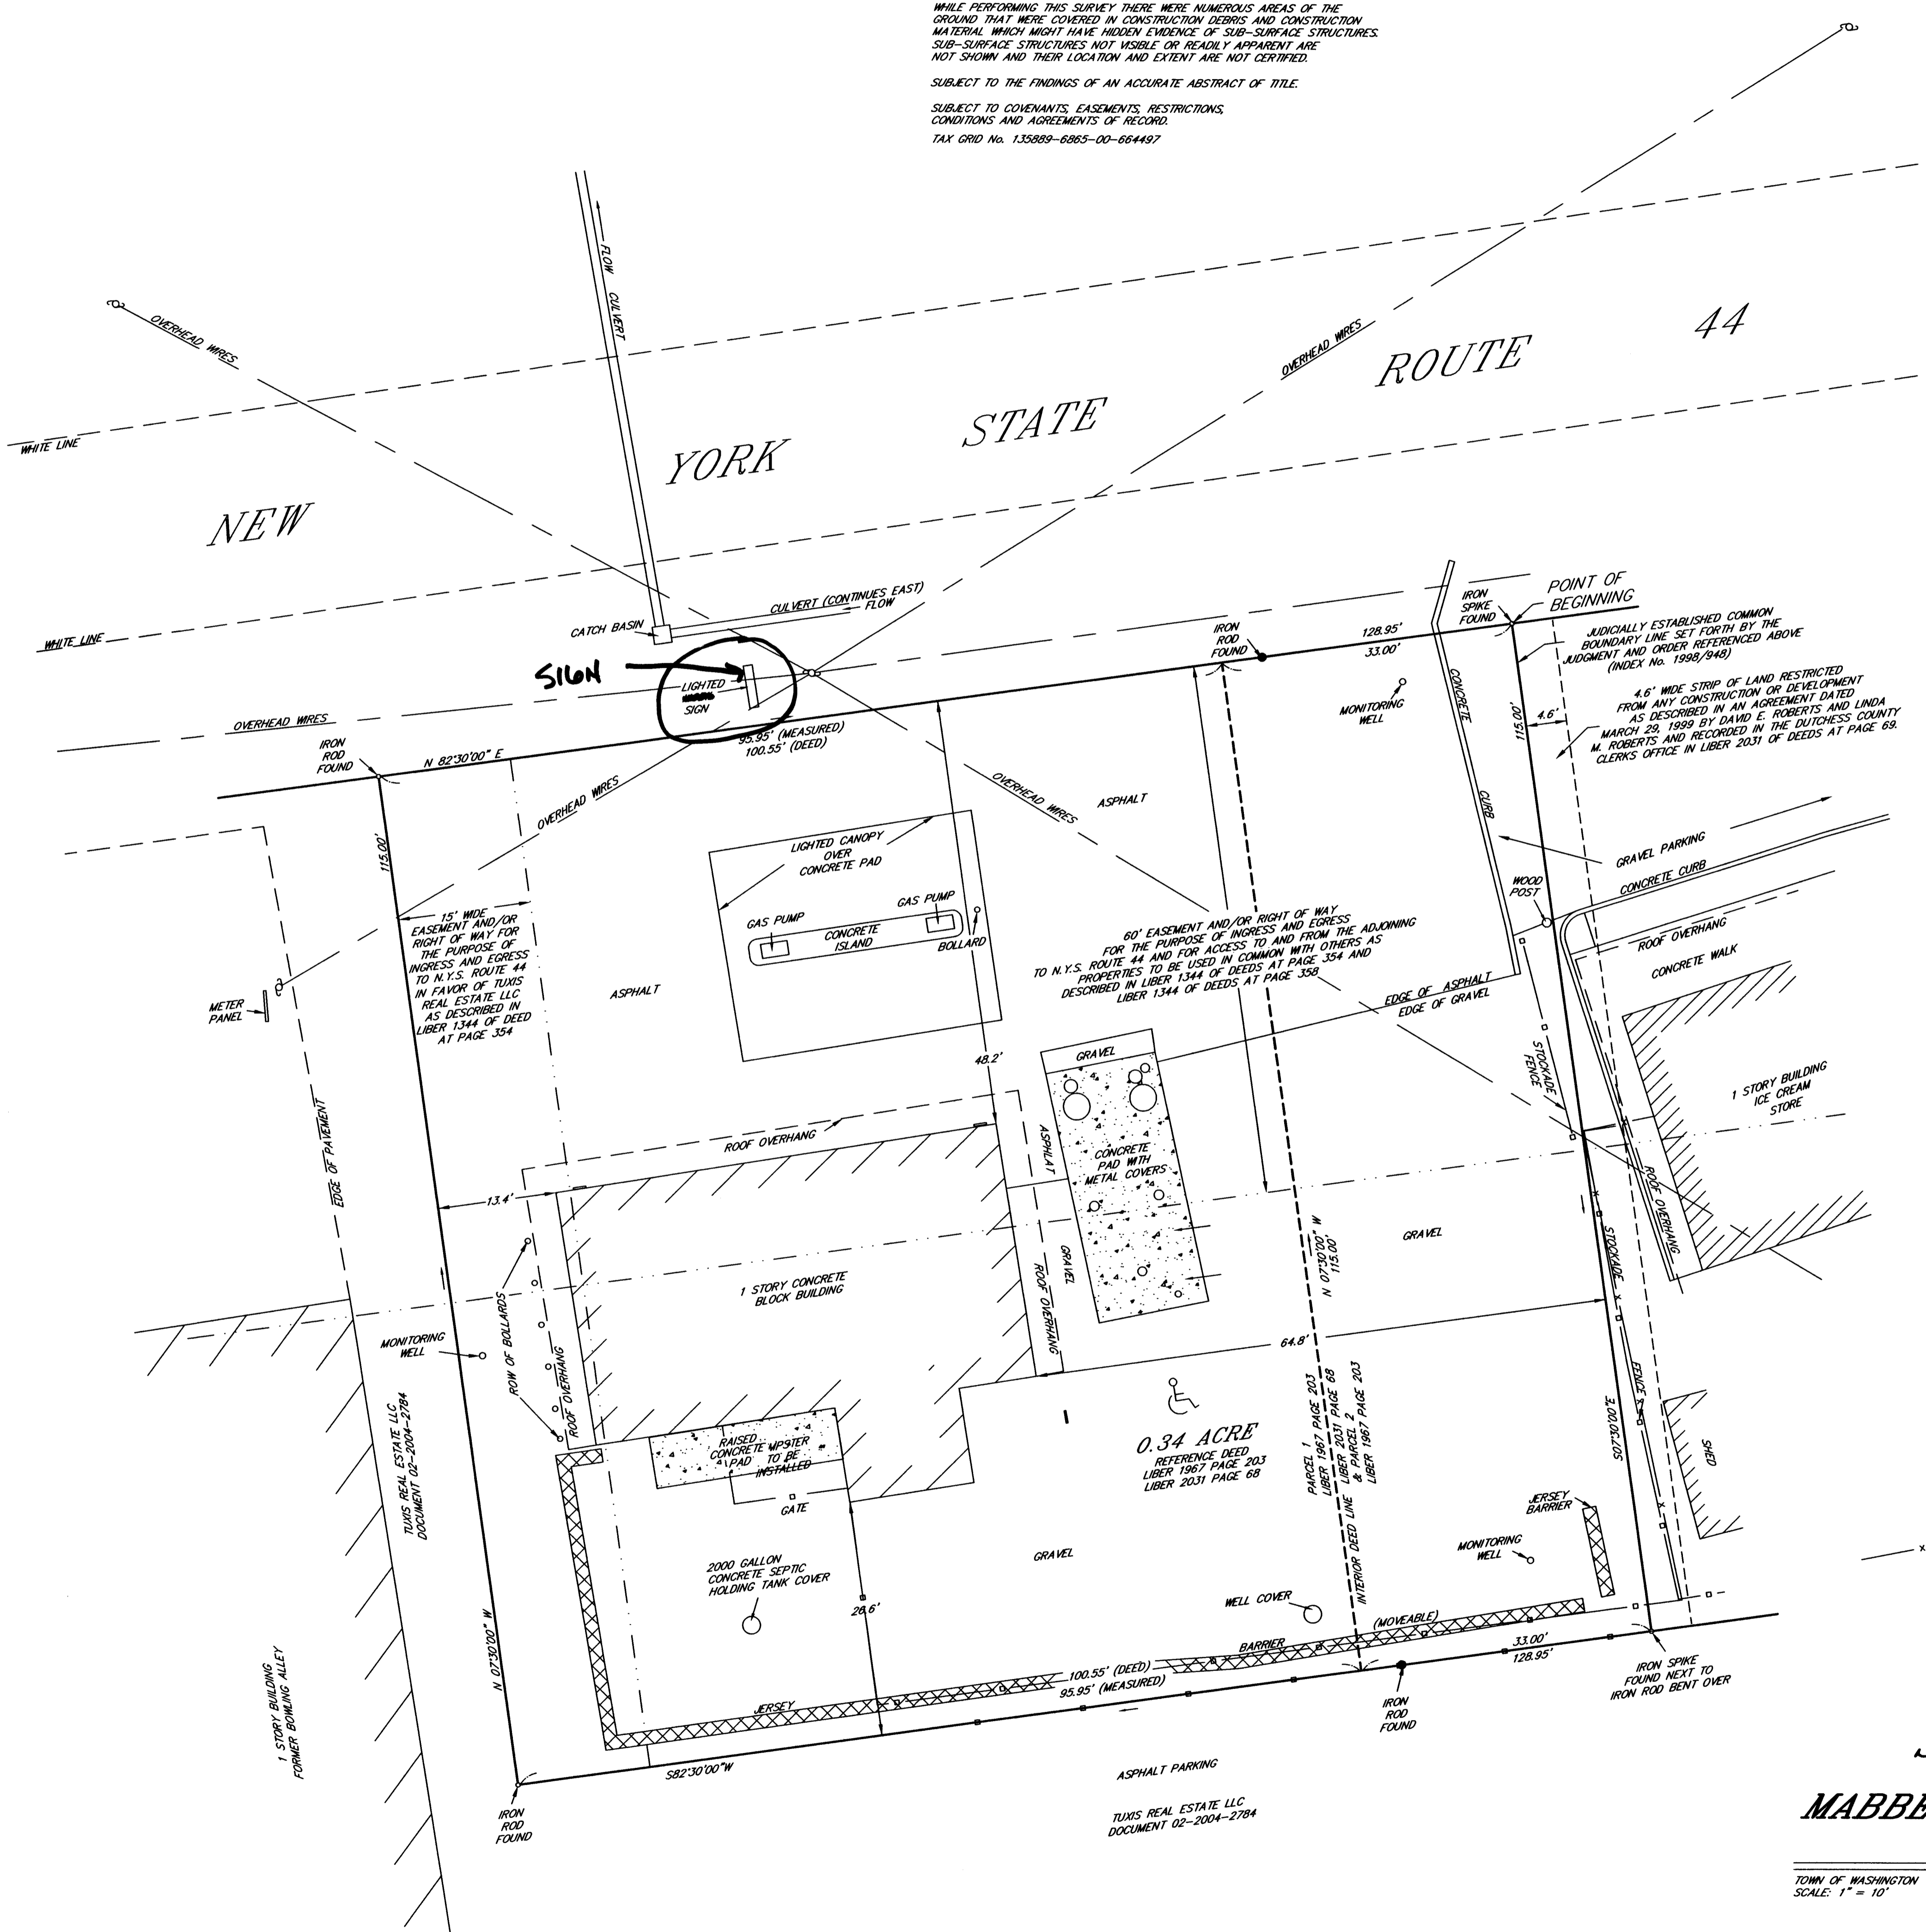 WHILE PERFORMING THIS SURVEY THERE WERE NUMEROUS AREAS OF THE
GROUND THAT WERE COVERED IN CONSTRUCTION DEBRIS AND CONSTRUCTION
MATERIAL WHICH MIGHT HAVE HIDDEN EVIDENCE OF SUB-SURFACE STRUCTURES.
SUB-SURFACE STRUCTURES NOT VISIBLE OR READILY APPARENT ARE
NOT SHOWN AND THEIR LOCATION AND EXTENT ARE NOT CERTIFIED.
SUBJECT TO THE FINDINGS OF AN ACCURATE ABSTRACT OF TITLE.
SUBJECT TO COVENANTS, EASEMENTS, RESTRICTIONS,
CONDITIONS AND AGREEMENTS OF RECORD.
TAX GRID No. 135889-6865-00-664497
FLOW CULVERT
OVERHEAD WIRES
OVERHEAD WIRES
NEW YORK STATE ROUTE 44
WHITE LINE
WHITE LINE
CATCH BASIN
CULVERT (CONTINUES EAST)
FLOW
SIGN
LIGHTED
SIGN
OVERHEAD WIRES
IRON
ROD
FOUND
N 82°30'00" E
95.95' (MEASURED)
100.55' (DEED)
IRON
ROD
FOUND
128.95'
33.00'
IRON
SPIKE
FOUND
POINT OF
BEGINNING
JUDICIALLY ESTABLISHED COMMON
BOUNDARY LINE SET FORTH BY THE
JUDGMENT AND ORDER REFERENCED ABOVE
(INDEX No. 1998/948)
4.6' WIDE STRIP OF LAND RESTRICTED
FROM ANY CONSTRUCTION OR DEVELOPMENT
AS DESCRIBED IN AN AGREEMENT DATED
MARCH 29, 1999 BY DAVID E. ROBERTS AND LINDA
M. ROBERTS AND RECORDED IN THE DUTCHESS COUNTY
CLERKS OFFICE IN LIBER 2031 OF DEEDS AT PAGE 69.
115.00'
4.6'
MONITORING
WELL
CONCRETE
CURB
OVERHEAD WIRES
OVERHEAD WIRES
ASPHALT
115.00'
LIGHTED CANOPY
OVER
CONCRETE PAD
GAS PUMP
GAS PUMP
CONCRETE
ISLAND
BOLLARD
GRAVEL PARKING
CONCRETE CURB
WOOD
POST
ROOF OVERHANG
CONCRETE WALK
15' WIDE
EASEMENT AND/OR
RIGHT OF WAY FOR
THE PURPOSE OF
INGRESS AND EGRESS
TO N.Y.S. ROUTE 44
IN FAVOR OF TUXIS
REAL ESTATE LLC
AS DESCRIBED IN
LIBER 1344 OF DEED
AT PAGE 354
60' EASEMENT AND/OR RIGHT OF WAY
FOR THE PURPOSE OF INGRESS AND EGRESS
TO N.Y.S. ROUTE 44 AND FOR ACCESS TO AND FROM THE ADJOINING
PROPERTIES TO BE USED IN COMMON WITH OTHERS AS
DESCRIBED IN LIBER 1344 OF DEEDS AT PAGE 354 AND
LIBER 1344 OF DEEDS AT PAGE 358
METER
PANEL
ASPHALT
EDGE OF ASPHALT
EDGE OF GRAVEL
48.2'
GRAVEL
STOCKADE
FENCE
1 STORY BUILDING
ICE CREAM
STORE
EDGE OF PAVEMENT
ROOF OVERHANG
ASPHLAT
CONCRETE
PAD WITH
METAL COVERS
13.4'
ROOF OVERHANG
STOCKADE
FENCE
GRAVEL
GRAVEL
ROOF OVERHANG
N 07°30'00" W
115.00'
1 STORY CONCRETE
BLOCK BUILDING
ROW OF BOLLARDS
MONITORING
WELL
ROOF OVERHANG
64.8'
TUXIS REAL ESTATE LLC
DOCUMENT 02-2004-2784
0.34 ACRE
REFERENCE DEED
LIBER 1967 PAGE 203
LIBER 2031 PAGE 68
PARCEL 1
LIBER 1967 PAGE 203
LIBER 2031 PAGE 68
INTERIOR DEED LINE
& PARCEL 2
LIBER 1967 PAGE 203
S07°30'00"E
SHED
RAISED
CONCRETE
PAD
TO BE
INSTALLED
GATE
JERSEY
BARRIER
MONITORING
WELL
2000 GALLON
CONCRETE SEPTIC
HOLDING TANK COVER
GRAVEL
26.6'
WELL COVER
(MOVEABLE)
BARRIER
33.00'
128.95'
100.55' (DEED)
95.95' (MEASURED)
JERSEY
N 07°30'00" W
1 STORY BUILDING
FORMER BOWLING ALLEY
IRON SPIKE
FOUND NEXT TO
IRON ROD BENT OVER
IRON
ROD
FOUND
S82°30'00"W
ASPHALT PARKING
IRON
ROD
FOUND
TUXIS REAL ESTATE LLC
DOCUMENT 02-2004-2784
MABBE
TOWN OF WASHINGTON
SCALE: 1" = 10'